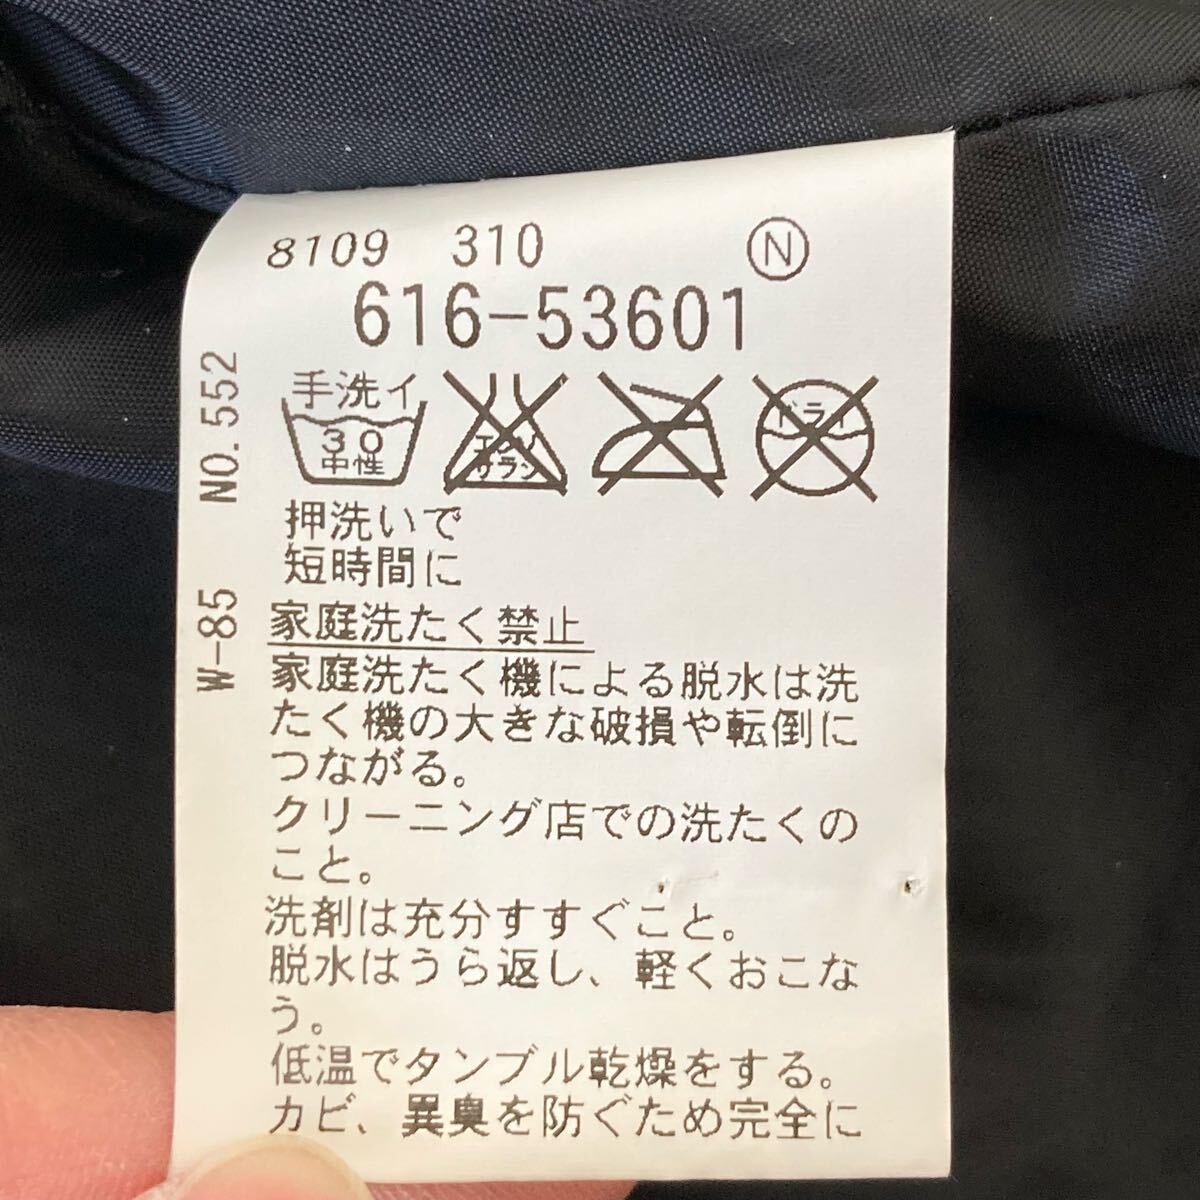 8109 310 N
616-53601
手洗イ
30
中性
エンソ
サラシ
ドライ
押洗いで
短時間に
家庭洗たく禁止
家庭洗たく機による脱水は洗
たく機の大きな破損や転倒に
つながる。
クリーニング店での洗たくの
こと。
洗剤は充分すすぐこと。
脱水はうら返し、軽くおこな
う。
低温でタンブル乾燥をする。
カビ、異臭を防ぐため完全に
W-85 NO.552